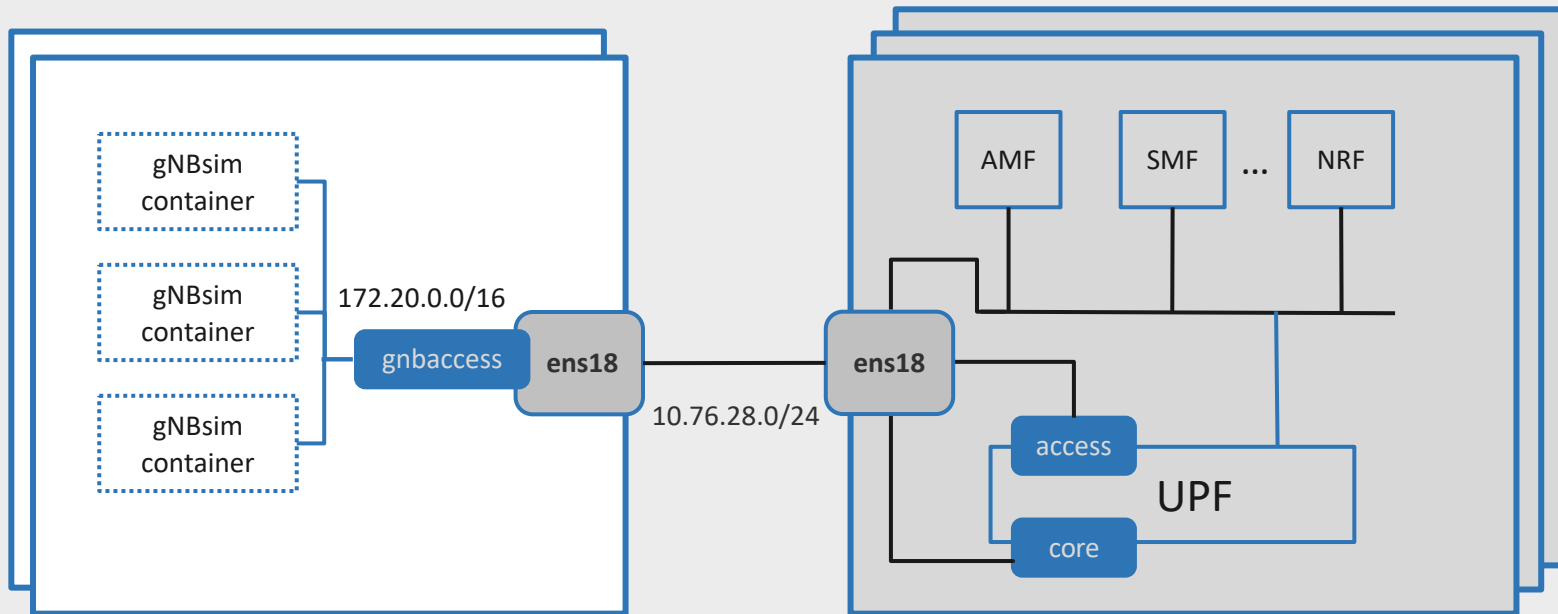 gNBsim
container
gNBsim
container
gNBsim
container
172.20.0.0/16
gnbaccess
ens18
10.76.28.0/24
ens18
AMF
SMF
...
NRF
access
UPF
core